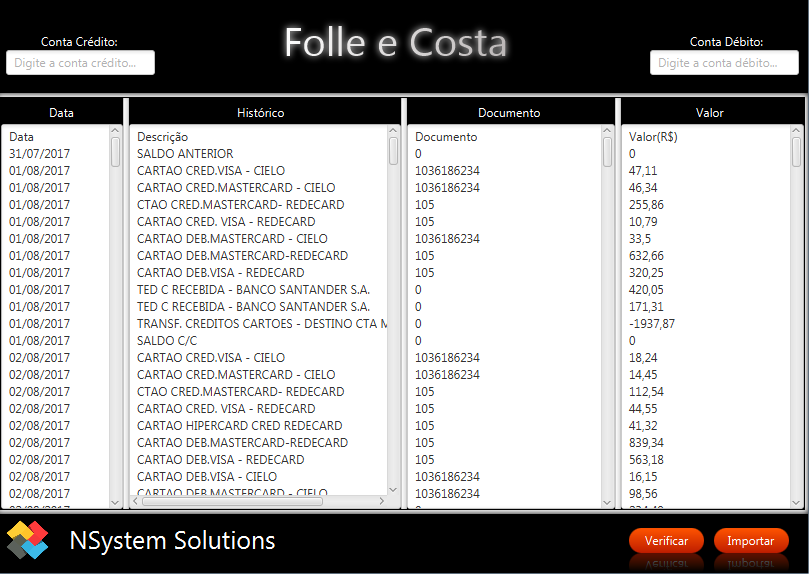 Folle e Costa
Conta Crédito: Conta Débito:
Digite a conta crédito... Digite a conta débito...
Data Histórico Documento Valor
Data Descrição Documento Valor(R$)
31/07/2017 SALDO ANTERIOR 0 0
01/08/2017 CARTAO CRED.VISA - CIELO 1036186234 47,11
01/08/2017 CARTAO CRED.MASTERCARD - CIELO 1036186234 46,34
01/08/2017 CTAO CRED.MASTERCARD- REDECARD 105 255,86
01/08/2017 CARTAO CRED. VISA - REDECARD 105 10,79
01/08/2017 CARTAO DEB.MASTERCARD - CIELO 1036186234 33,5
01/08/2017 CARTAO DEB.MASTERCARD-REDECARD 105 632,66
01/08/2017 CARTAO DEB.VISA - REDECARD 105 320,25
01/08/2017 TED C RECEBIDA - BANCO SANTANDER S.A. 0 420,05
01/08/2017 TED C RECEBIDA - BANCO SANTANDER S.A. 0 171,31
01/08/2017 TRANSF. CREDITOS CARTOES - DESTINO CTA M 0 -1937,87
01/08/2017 SALDO C/C 0 0
02/08/2017 CARTAO CRED.VISA - CIELO 1036186234 18,24
02/08/2017 CARTAO CRED.MASTERCARD - CIELO 1036186234 14,45
02/08/2017 CTAO CRED.MASTERCARD- REDECARD 105 112,54
02/08/2017 CARTAO CRED. VISA - REDECARD 105 44,55
02/08/2017 CARTAO HIPERCARD CRED REDECARD 105 41,32
02/08/2017 CARTAO DEB.MASTERCARD-REDECARD 105 839,34
02/08/2017 CARTAO DEB.VISA - REDECARD 105 563,18
02/08/2017 CARTAO DEB.VISA - CIELO 1036186234 16,15
02/08/2017 CARTAO DEB.MASTERCARD - CIELO 1036186234 98,56
NSystem Solutions Verificar Importar